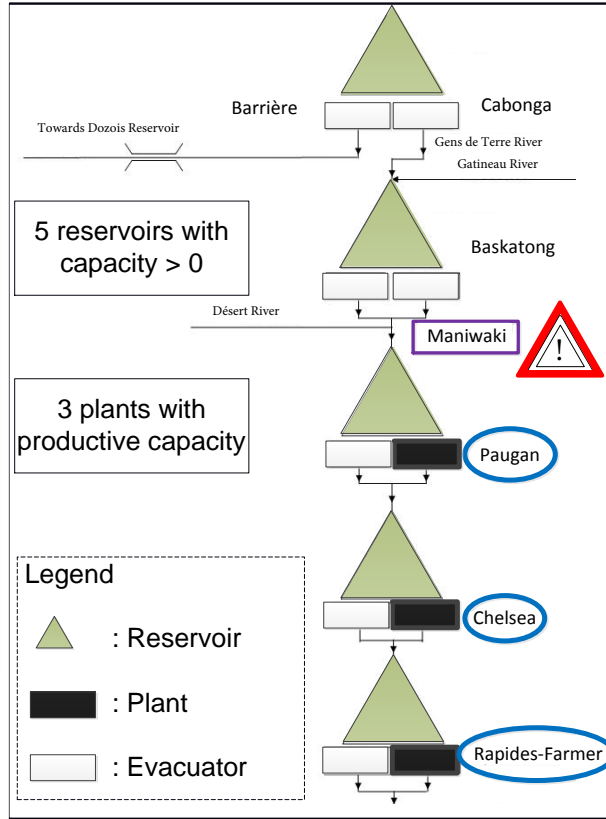 Barrière
Cabonga
Towards Dozois Reservoir
Gens de Terre River
Gatineau River
5 reservoirs with
capacity > 0
Baskatong
Désert River
Maniwaki
!
3 plants with
productive capacity
Paugan
Legend
: Reservoir
Chelsea
: Plant
: Evacuator
Rapides-Farmer